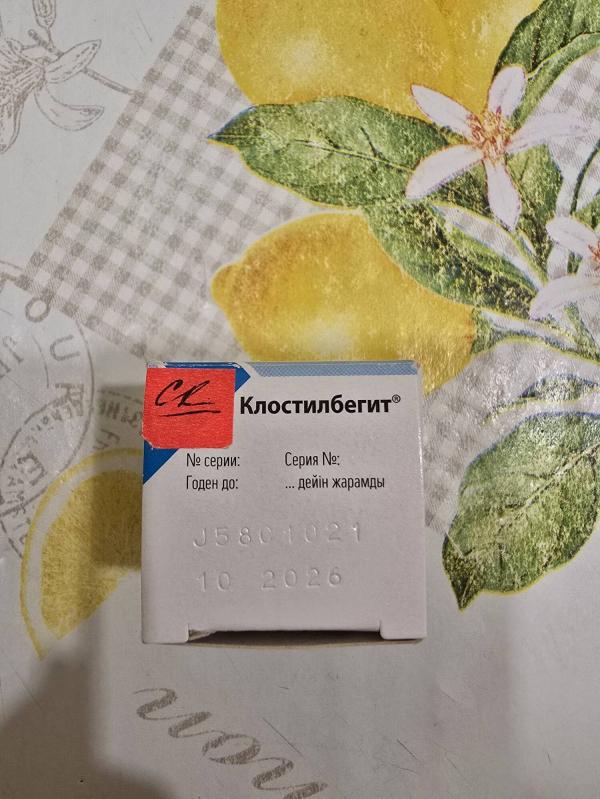 СК
Клостилбегит®
№ серии: Серия №:
Годен до: ... дейін жарамды
J5801021
10 2026